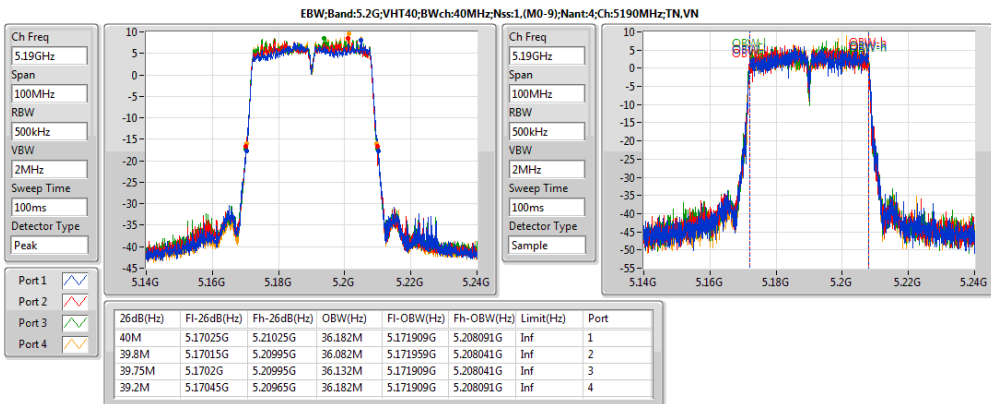 EBW;Band:5.2G;VHT40;BWch:40MHz;Nss:1,(M0-9);Nant:4;Ch:5190MHz;TN,VN
Ch Freq
5.19GHz
Span
100MHz
RBW
500kHz
VBW
2MHz
Sweep Time
100ms
Detector Type
Peak
10
5
0
-5
-10
-15
-20
-25
-30
-35
-40
-45
5.14G 5.16G 5.18G 5.2G 5.22G 5.24G
Ch Freq
5.19GHz
Span
100MHz
RBW
500kHz
VBW
2MHz
Sweep Time
100ms
Detector Type
Sample
10
5
0
-5
-10
-15
-20
-25
-30
-35
-40
-45
-50
-55
OBW-h
5.14G 5.16G 5.18G 5.2G 5.22G 5.24G
Port 1
Port 2
Port 3
Port 4
26dB(Hz) Fl-26dB(Hz) Fh-26dB(Hz) OBW(Hz) Fl-OBW(Hz) Fh-OBW(Hz) Limit(Hz) Port
40M 5.17025G 5.21025G 36.182M 5.171909G 5.208091G Inf 1
39.8M 5.17015G 5.20995G 36.082M 5.171959G 5.208041G Inf 2
39.75M 5.1702G 5.20995G 36.132M 5.171909G 5.208041G Inf 3
39.2M 5.17045G 5.20965G 36.182M 5.171909G 5.208091G Inf 4